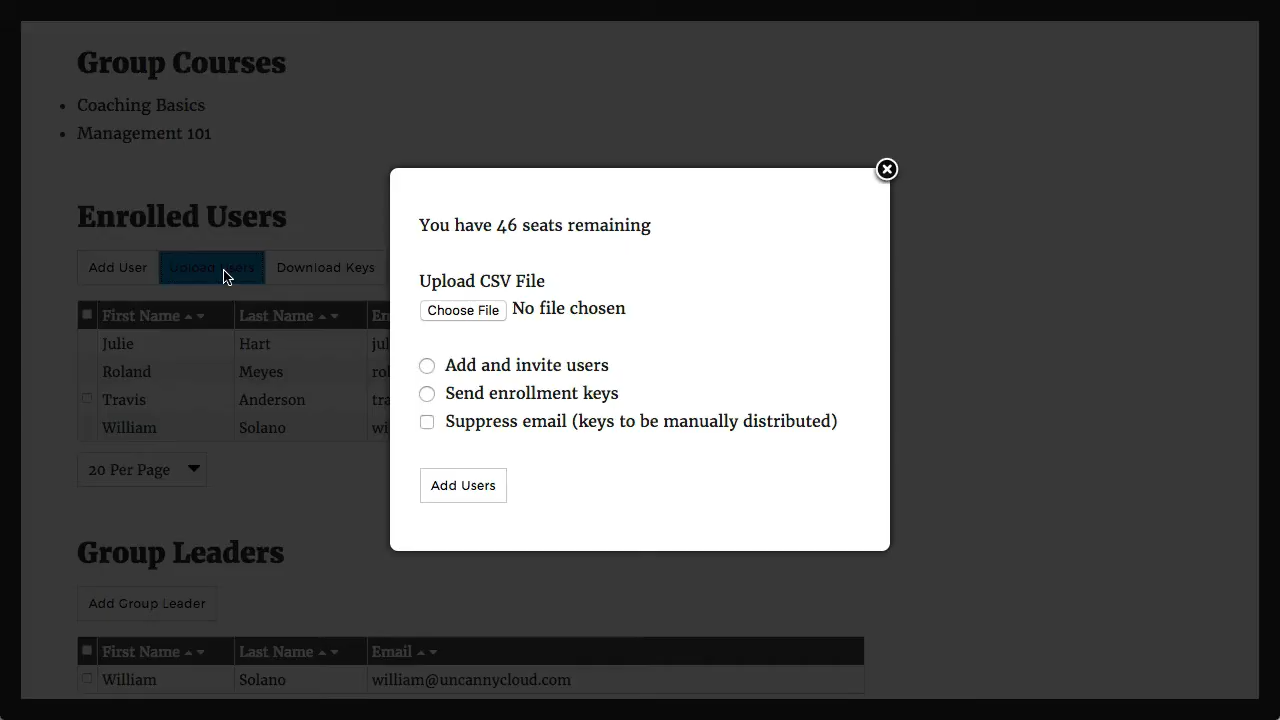 Group Courses
• Coaching Basics
• Management 101
Enrolled Users
Add User Upload Users Download Keys
First Name Last Name
Julie Hart
Roland Meyes
Travis Anderson
William Solano
20 Per Page
You have 46 seats remaining
Upload CSV File
Choose File No file chosen
Add and invite users
Send enrollment keys
Suppress email (keys to be manually distributed)
Add Users
Group Leaders
Add Group Leader
First Name Last Name Email
William Solano william@uncannycloud.com